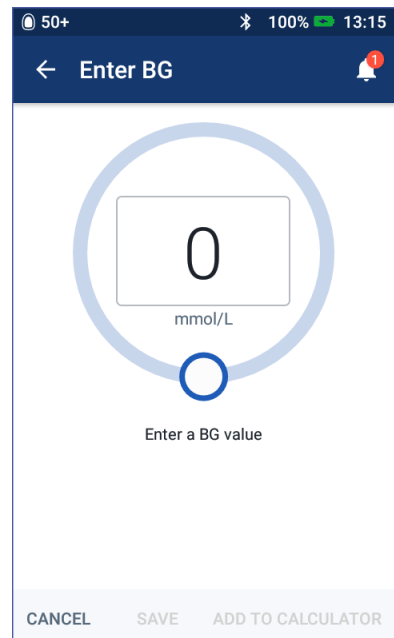 50+ 100% 13:15
Enter BG 1
0
mmol/L
Enter a BG value
CANCEL SAVE ADD TO CALCULATOR